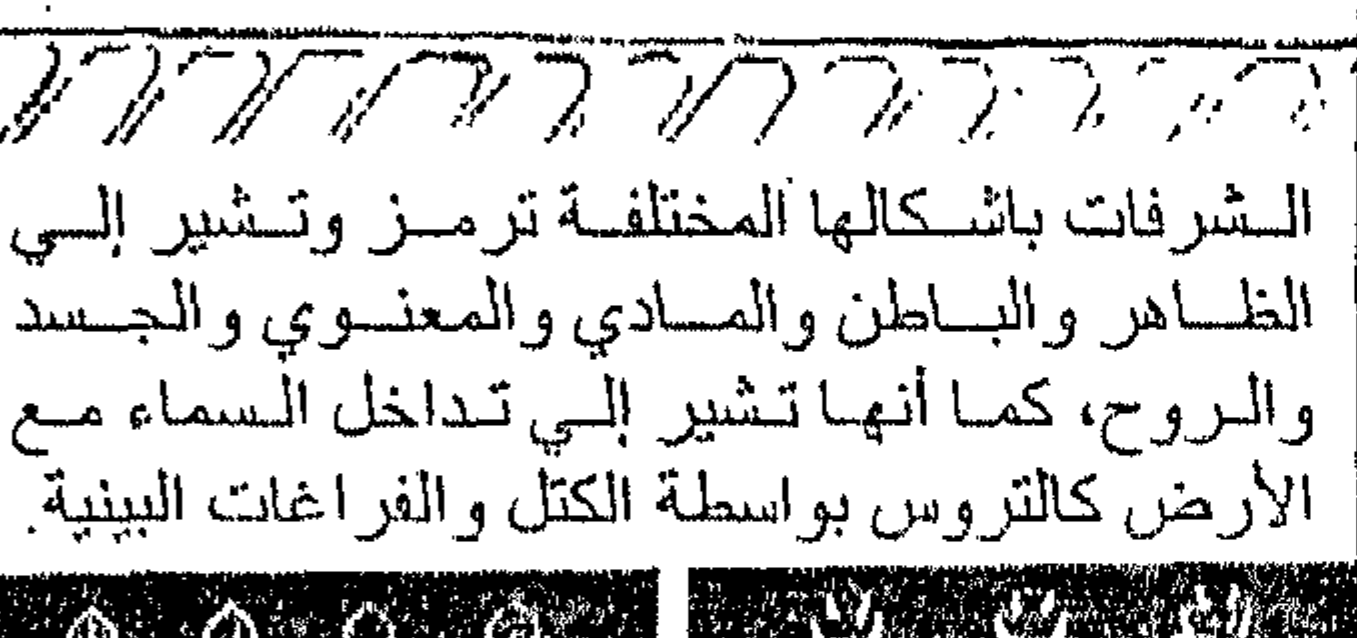 الشرفات باشكالها المختلفة ترمز وتشير إلي
الظاهر والباطن والمادي والمعنوي والجسد
والروح، كما أنها تشير إلي تداخل السماء مع
الأرض كالتروس بواسطة الكتل والفراغات البينية.